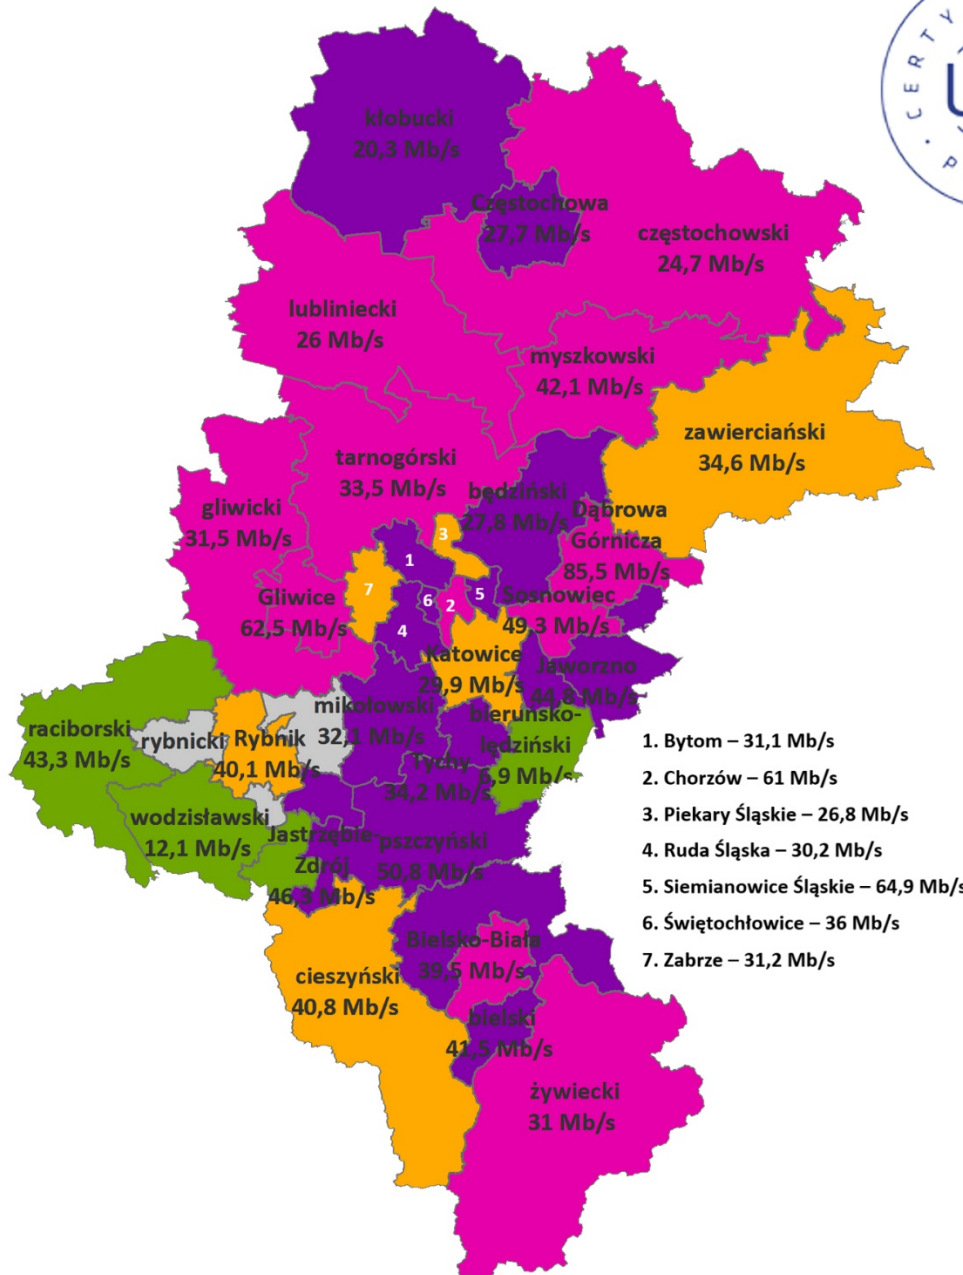 kłobucki
20,3 Mb/s
Częstochowa
27,7 Mb/s
częstochowski
24,7 Mb/s
lubliniecki
26 Mb/s
myszkowski
42,1 Mb/s
zawierciański
34,6 Mb/s
tarnogórski
33,5 Mb/s
będziński
27,8 Mb/s
gliwicki
31,5 Mb/s
Dąbrowa
Górnicza
85,5 Mb/s
3
1
7
6
2
5
4
Gliwice
62,5 Mb/s
Sosnowiec
49,3 Mb/s
Katowice
29,9 Mb/s
Jaworzno
44,8 Mb/s
mikołowski
32,1 Mb/s
bieruńsko-
lędziński
6,9 Mb/s
raciborski
43,3 Mb/s
rybnicki
Rybnik
40,1 Mb/s
Tychy
34,2 Mb/s
wodzisławski
12,1 Mb/s
Jastrzębie-
Zdrój
46,3 Mb/s
pszczyński
50,8 Mb/s
Bielsko-Biała
39,5 Mb/s
cieszyński
40,8 Mb/s
bielski
41,5 Mb/s
żywiecki
31 Mb/s
1. Bytom – 31,1 Mb/s
2. Chorzów – 61 Mb/s
3. Piekary Śląskie – 26,8 Mb/s
4. Ruda Śląska – 30,2 Mb/s
5. Siemianowice Śląskie – 64,9 Mb/s
6. Świętochłowice – 36 Mb/s
7. Zabrze – 31,2 Mb/s